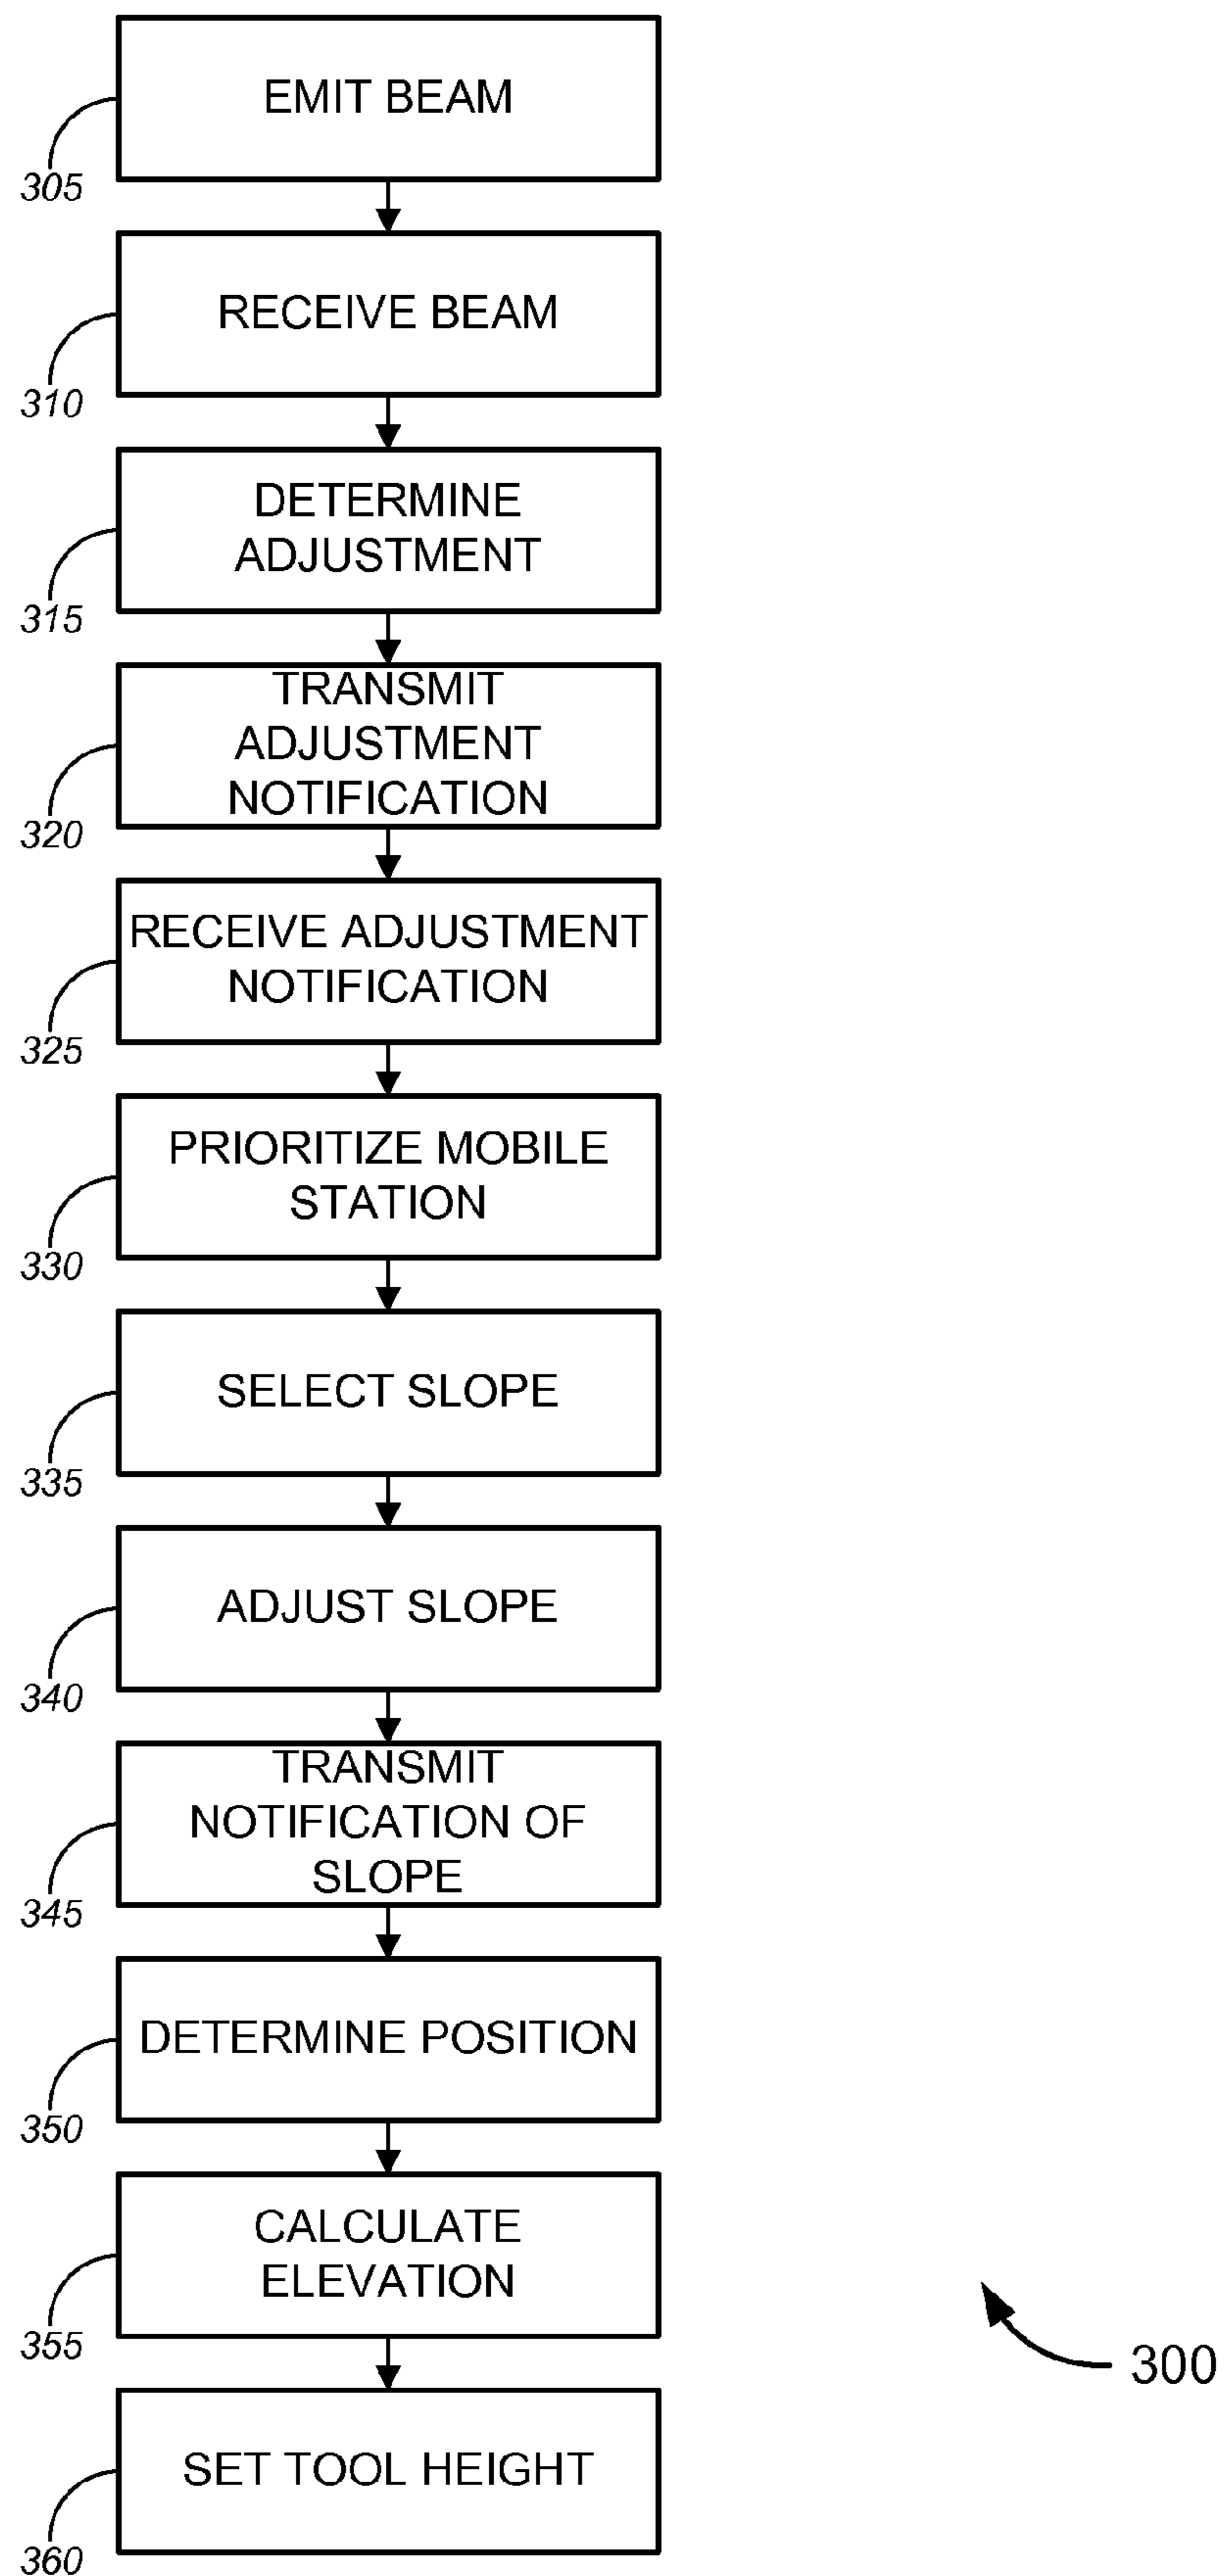 EMIT BEAM
305
RECEIVE BEAM
310
DETERMINE
ADJUSTMENT
315
TRANSMIT
ADJUSTMENT
NOTIFICATION
320
RECEIVE ADJUSTMENT
NOTIFICATION
325
PRIORITIZE MOBILE
STATION
330
SELECT SLOPE
335
ADJUST SLOPE
340
TRANSMIT
NOTIFICATION OF
SLOPE
345
DETERMINE POSITION
350
CALCULATE
ELEVATION
355
300
SET TOOL HEIGHT
360